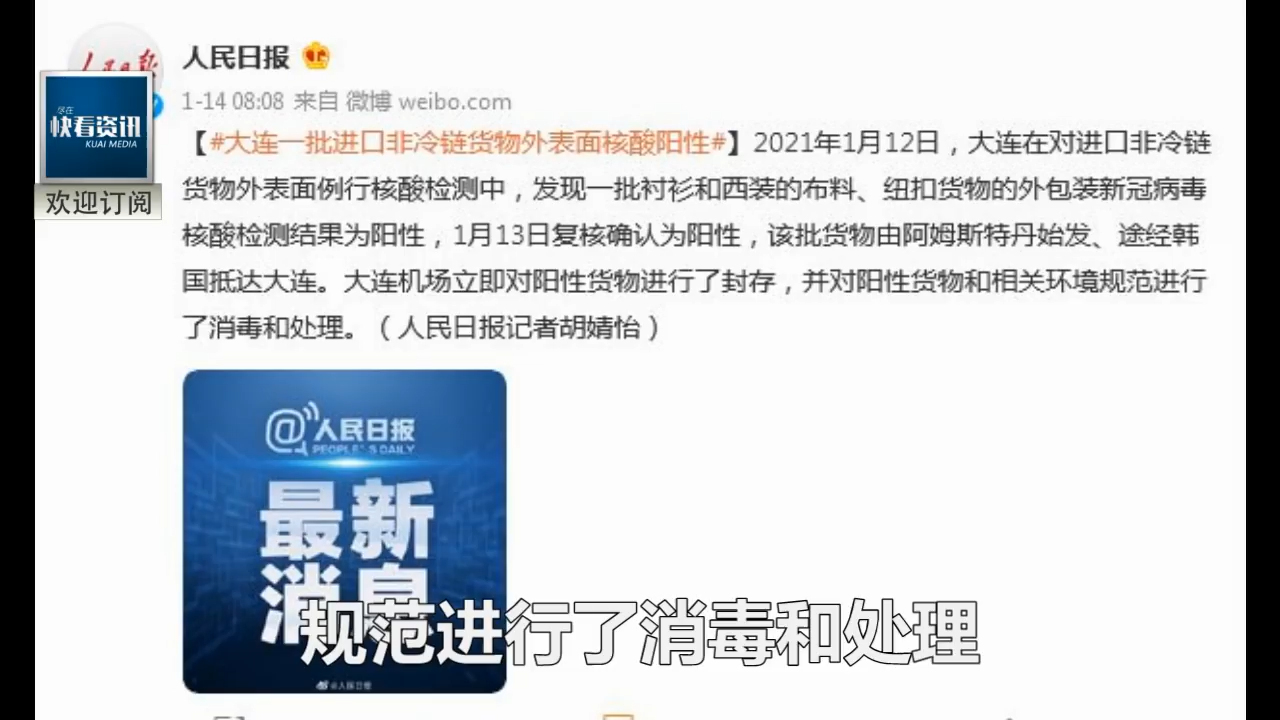 人民日报
1-14 08:08 来自 微博 weibo.com
尽在
快看资讯
KUAI MEDIA
欢迎订阅
【#大连一批进口非冷链货物外表面核酸阳性#】2021年1月12日，大连在对进口非冷链
货物外表面例行核酸检测中，发现一批衬衫和西装的布料、纽扣货物的外包装新冠病毒
核酸检测结果为阳性，1月13日复核确认为阳性，该批货物由阿姆斯特丹始发、途经韩
国抵达大连。大连机场立即对阳性货物进行了封存，并对阳性货物和相关环境规范进行
了消毒和处理。（人民日报记者胡婧怡）
@人民日报
PEOPLE'S DAILY
最新
消息
规范进行了消毒和处理
@人民日报